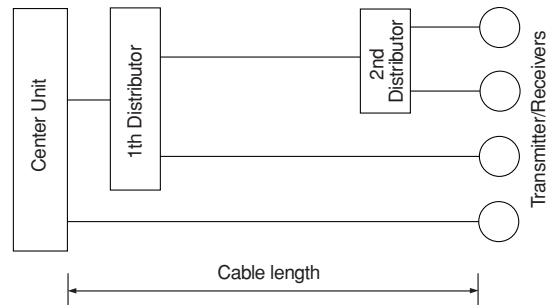 Center Unit
1th Distributor
2nd
Distributor
Transmitter/Receivers
Cable length